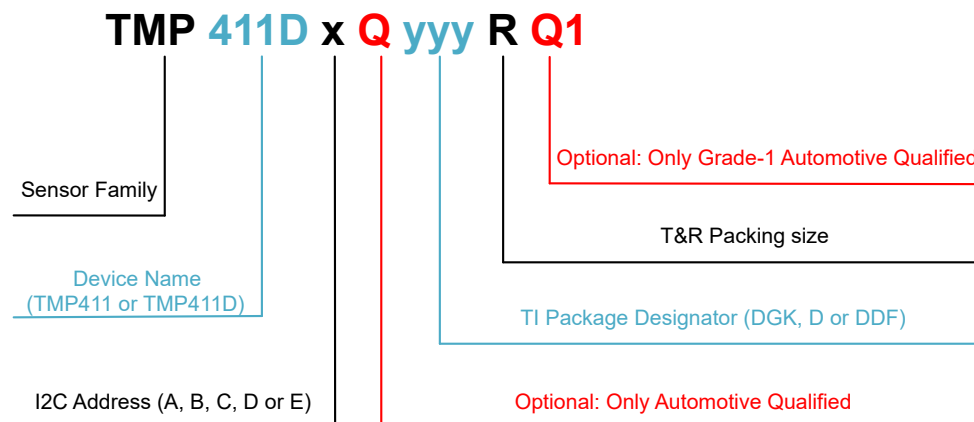 TMP 411D x Q yyy R Q1
Optional: Only Grade-1 Automotive Qualified
Sensor Family
T&R Packing size
Device Name
(TMP411 or TMP411D)
TI Package Designator (DGK, D or DDF)
I2C Address (A, B, C, D or E)
Optional: Only Automotive Qualified